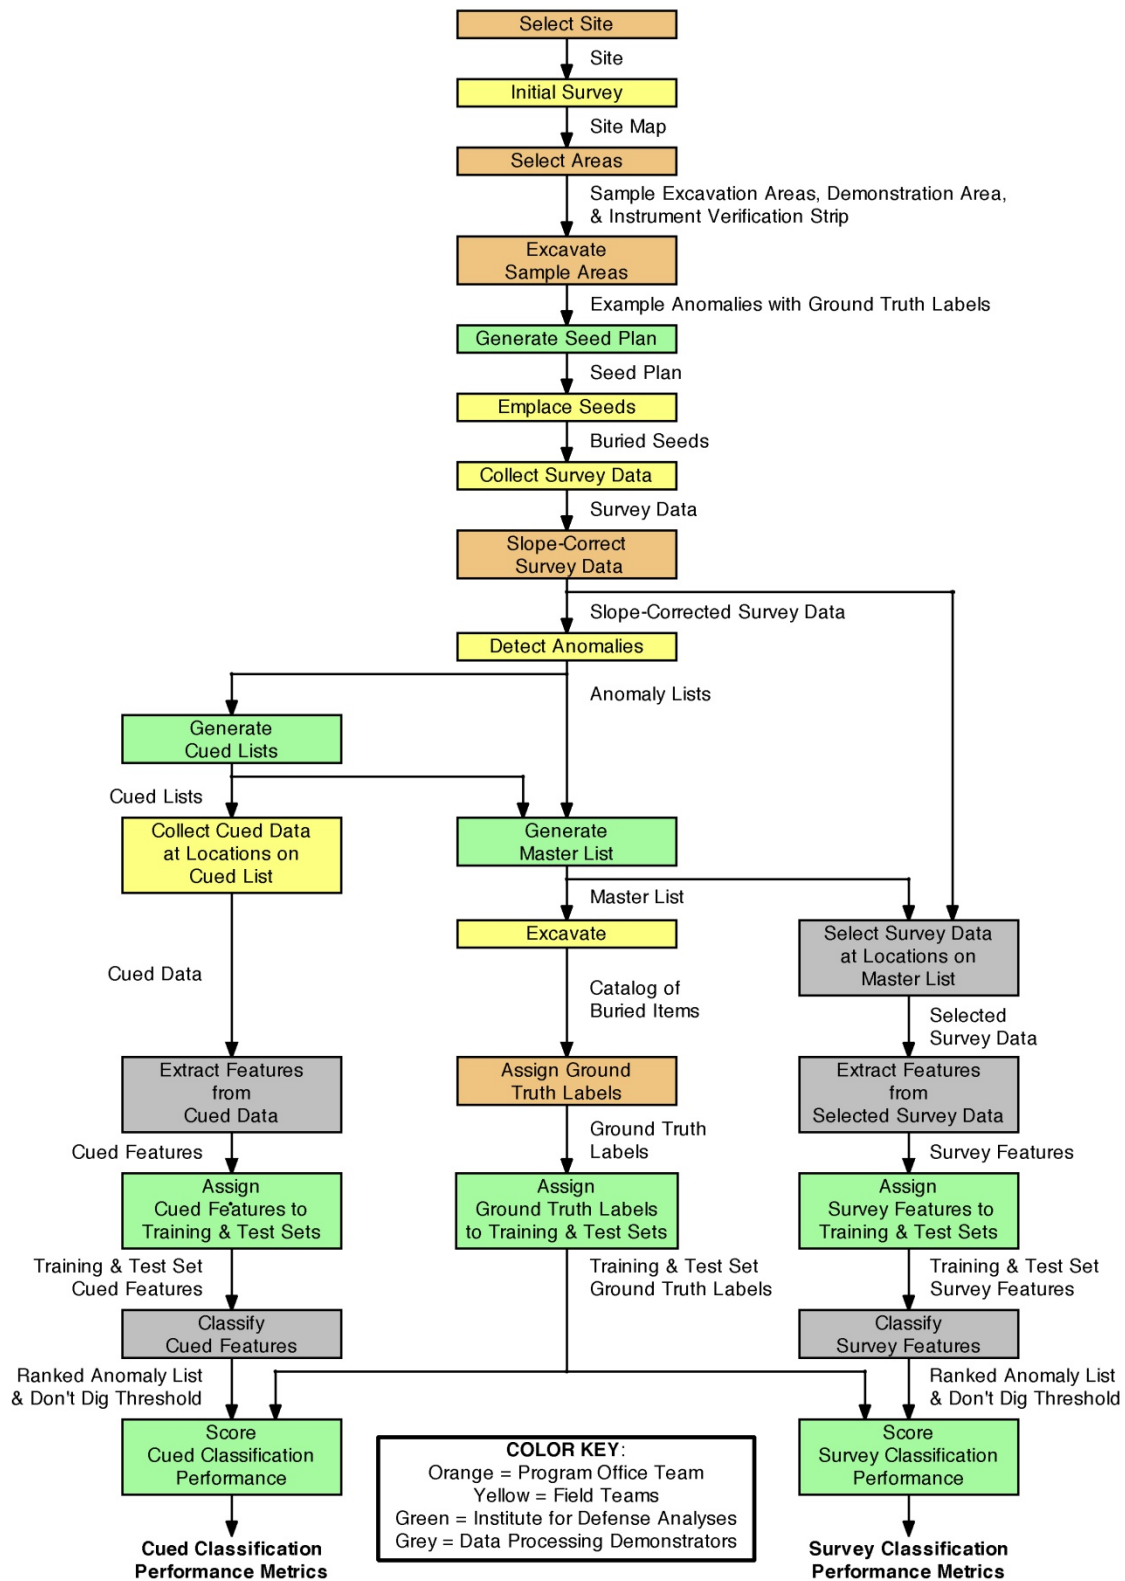 Select Site
Site
Initial Survey
Site Map
Select Areas
Sample Excavation Areas, Demonstration Area,
& Instrument Verification Strip
Excavate
Sample Areas
Example Anomalies with Ground Truth Labels
Generate Seed Plan
Seed Plan
Emplace Seeds
Buried Seeds
Collect Survey Data
Survey Data
Slope-Correct
Survey Data
Slope-Corrected Survey Data
Detect Anomalies
Anomaly Lists
Generate
Cued Lists
Cued Lists
Collect Cued Data
at Locations on
Cued List
Generate
Master List
Master List
Excavate
Select Survey Data
at Locations on
Master List
Cued Data
Catalog of
Buried Items
Selected
Survey Data
Extract Features
from
Cued Data
Assign Ground
Truth Labels
Extract Features
from
Selected Survey Data
Cued Features
Ground Truth
Labels
Survey Features
Assign
Cued Features to
Training & Test Sets
Assign
Ground Truth Labels
to Training & Test Sets
Assign
Survey Features to
Training & Test Sets
Training & Test Set
Cued Features
Training & Test Set
Ground Truth Labels
Training & Test Set
Survey Features
Classify
Cued Features
Classify
Survey Features
Ranked Anomaly List
& Don't Dig Threshold
Ranked Anomaly List
& Don't Dig Threshold
Score
Cued Classification
Performance
Score
Survey Classification
Performance
COLOR KEY:
Orange = Program Office Team
Yellow = Field Teams
Green = Institute for Defense Analyses
Grey = Data Processing Demonstrators
Cued Classification
Performance Metrics
Survey Classification
Performance Metrics